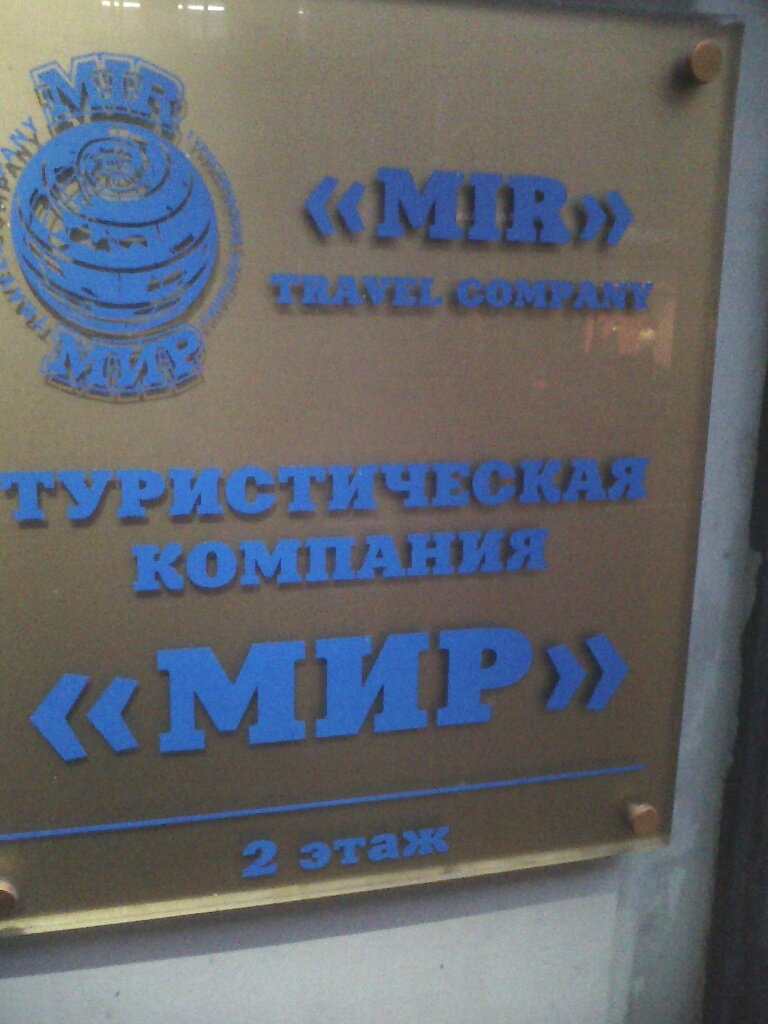 MIR
МИР
«MIR»
TRAVEL COMPANY
ТУРИСТИЧЕСКАЯ
КОМПАНИЯ
«МИР»
2 этаж